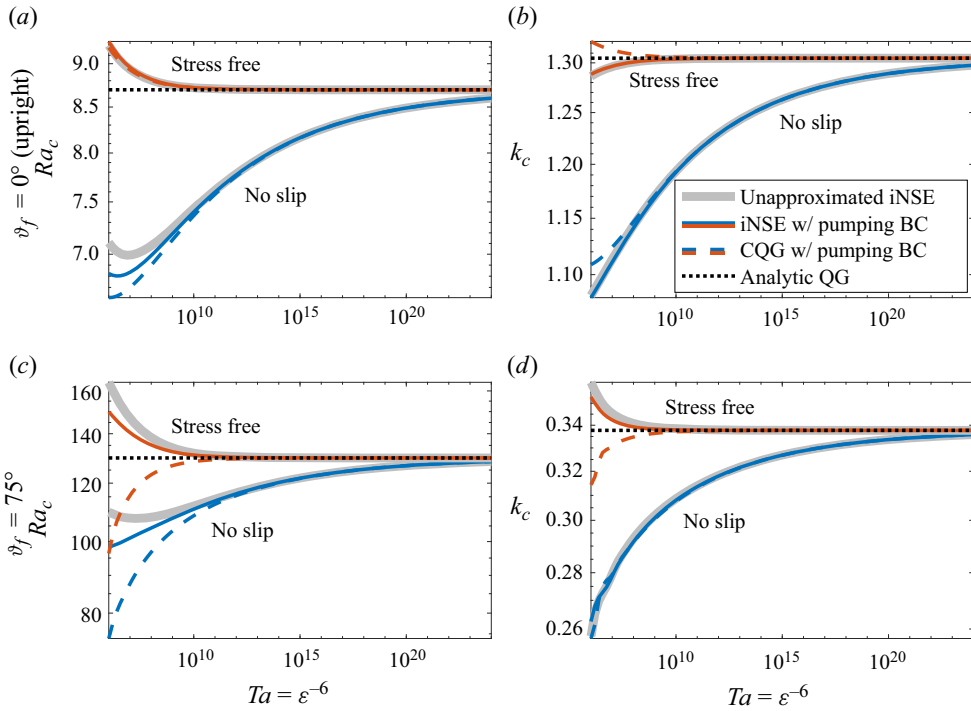 (a)
(b)
ϑf = 0° (upright)
Rac
9.0
8.5
8.0
7.5
7.0
Stress free
No slip
10^10
10^15
10^20
kc
1.30
1.25
1.20
1.15
1.10
Stress free
No slip
Unapproximated iNSE
iNSE w/ pumping BC
CQG w/ pumping BC
Analytic QG
10^10
10^15
10^20
(c)
(d)
ϑf = 75°
Rac
160
140
120
100
80
Stress free
No slip
10^10
10^15
10^20
Ta = ε^−6
kc
0.34
0.32
0.30
0.28
0.26
Stress free
No slip
10^10
10^15
10^20
Ta = ε^−6